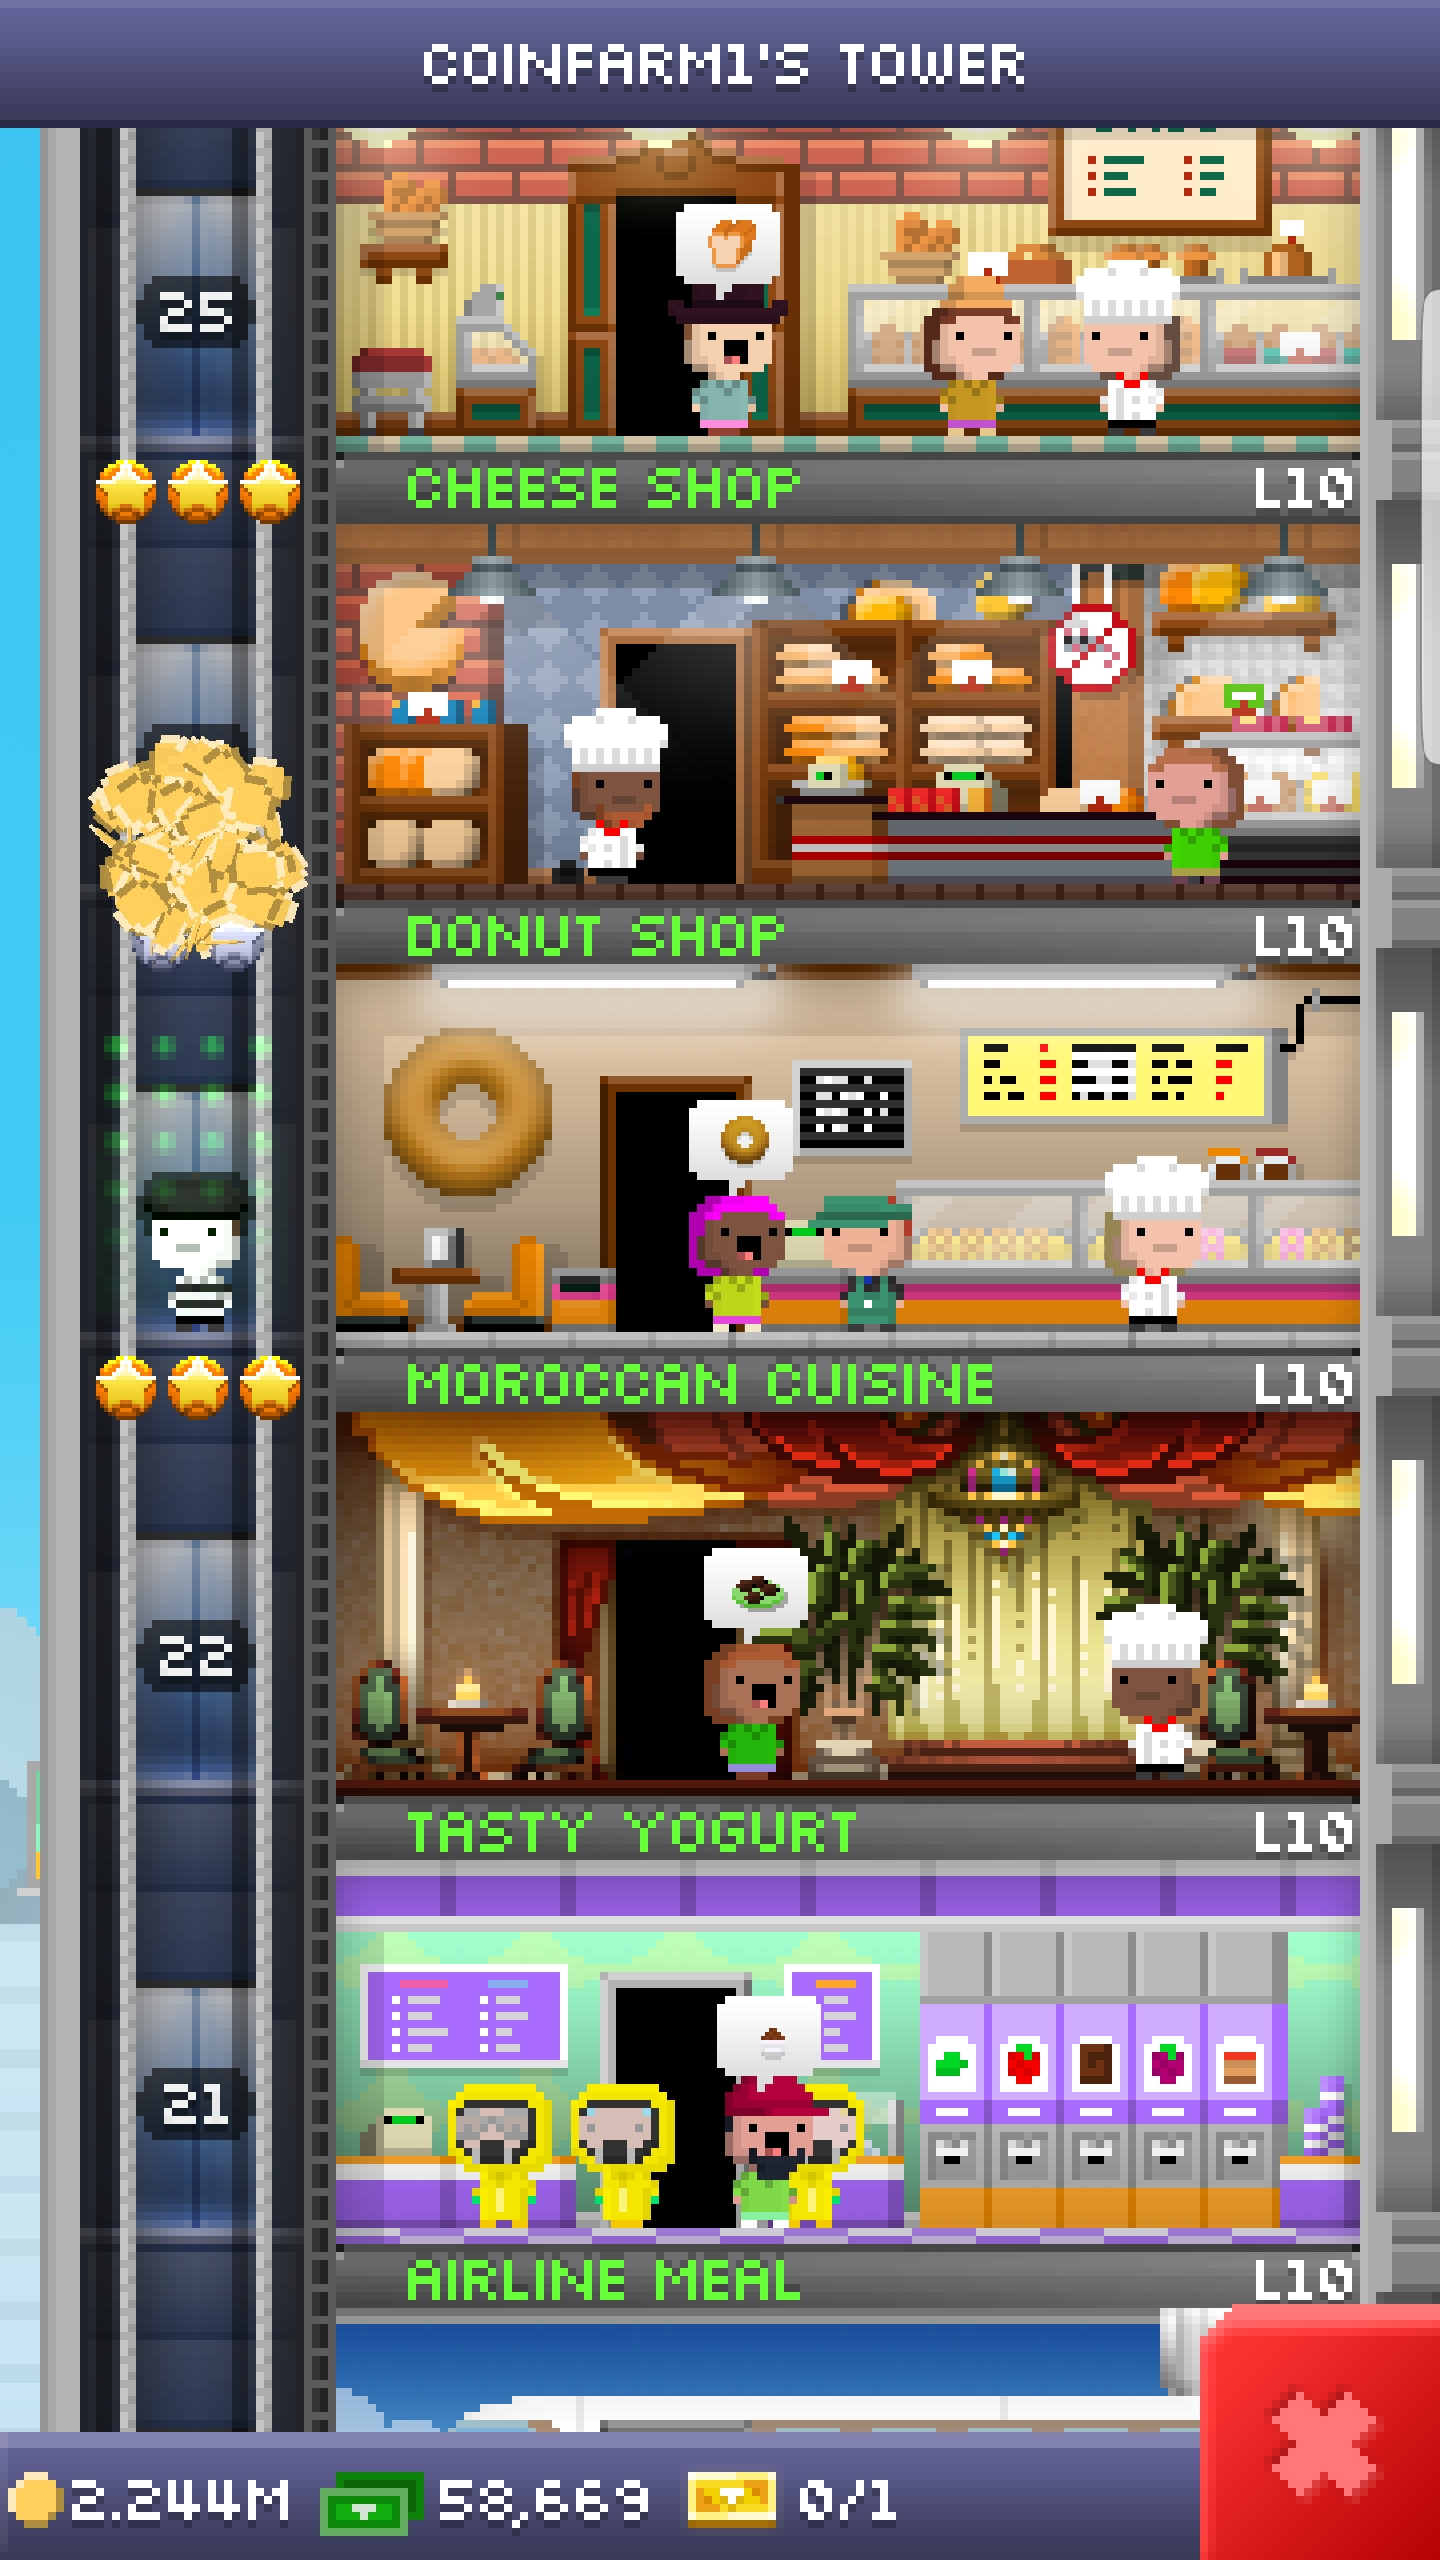 COINFARM1'S TOWER
25
CHEESE SHOP L10
DONUT SHOP L10
MOROCCAN CUISINE L10
22
TASTY YOGURT L10
21
AIRLINE MEAL L10
2.244M 58,669 0/1